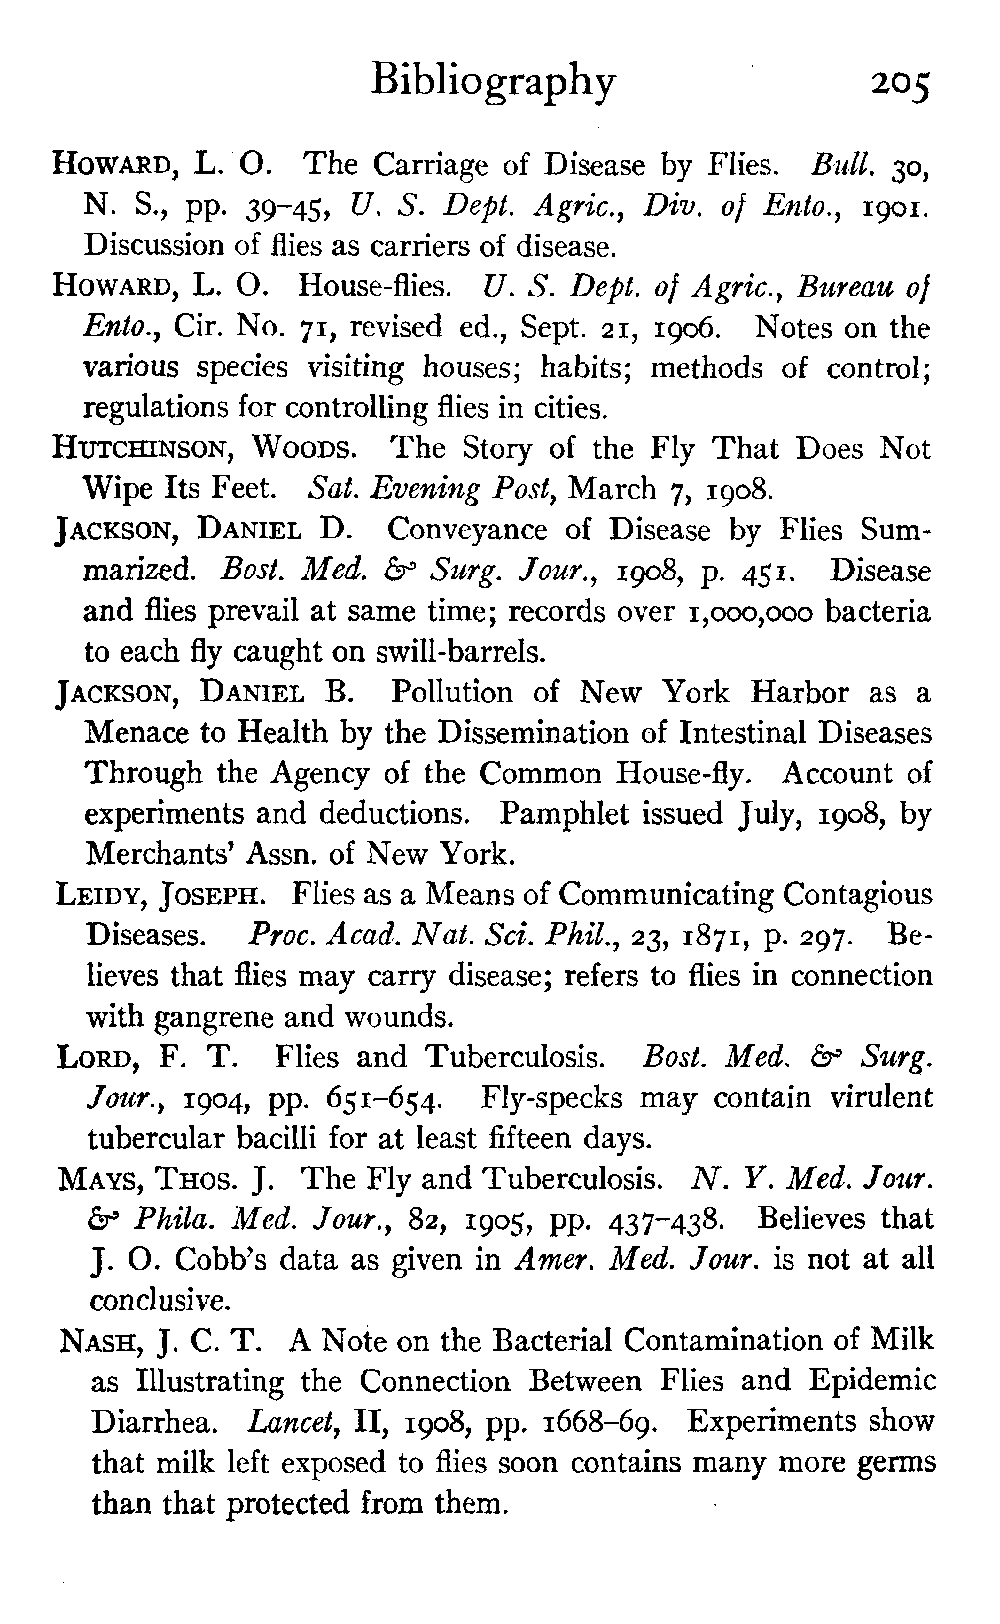 Bibliography 205
HOWARD, L. O. The Carriage of Disease by Flies. Bull. 30,
N. S., pp. 39–45, U. S. Dept. Agric., Div. of Ento., 1901.
Discussion of flies as carriers of disease.
HOWARD, L. O. House-flies. U. S. Dept. of Agric., Bureau of
Ento., Cir. No. 71, revised ed., Sept. 21, 1906. Notes on the
various species visiting houses; habits; methods of control;
regulations for controlling flies in cities.
HUTCHINSON, WOODS. The Story of the Fly That Does Not
Wipe Its Feet. Sat. Evening Post, March 7, 1908.
JACKSON, DANIEL D. Conveyance of Disease by Flies Sum-
marized. Bost. Med. & Surg. Jour., 1908, p. 451. Disease
and flies prevail at same time; records over 1,000,000 bacteria
to each fly caught on swill-barrels.
JACKSON, DANIEL B. Pollution of New York Harbor as a
Menace to Health by the Dissemination of Intestinal Diseases
Through the Agency of the Common House-fly. Account of
experiments and deductions. Pamphlet issued July, 1908, by
Merchants' Assn. of New York.
LEIDY, JOSEPH. Flies as a Means of Communicating Contagious
Diseases. Proc. Acad. Nat. Sci. Phil., 23, 1871, p. 297. Be-
lieves that flies may carry disease; refers to flies in connection
with gangrene and wounds.
LORD, F. T. Flies and Tuberculosis. Bost. Med. & Surg.
Jour., 1904, pp. 651–654. Fly-specks may contain virulent
tubercular bacilli for at least fifteen days.
MAYS, THOS. J. The Fly and Tuberculosis. N. Y. Med. Jour.
& Phila. Med. Jour., 82, 1905, pp. 437–438. Believes that
J. O. Cobb's data as given in Amer. Med. Jour. is not at all
conclusive.
NASH, J. C. T. A Note on the Bacterial Contamination of Milk
as Illustrating the Connection Between Flies and Epidemic
Diarrhea. Lancet, II, 1908, pp. 1668–69. Experiments show
that milk left exposed to flies soon contains many more germs
than that protected from them.